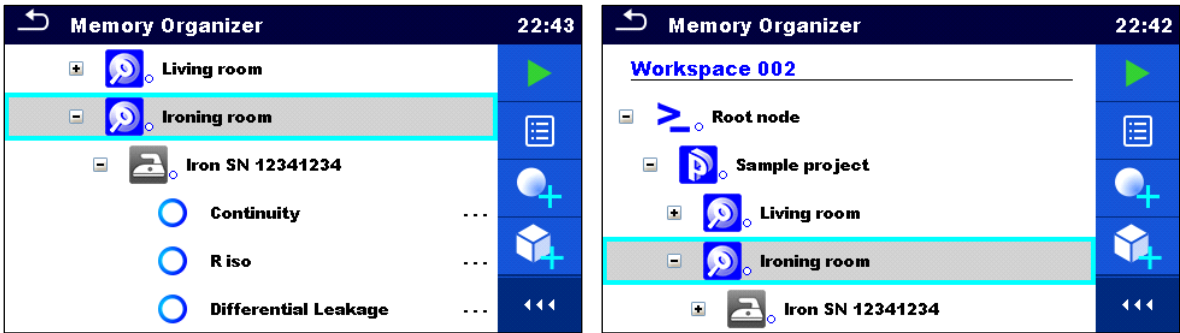 Memory Organizer 22:43
Living room
Ironing room
Iron SN 12341234
Continuity ...
R iso ...
Differential Leakage ...
Memory Organizer 22:42
Workspace 002
Root node
Sample project
Living room
Ironing room
Iron SN 12341234